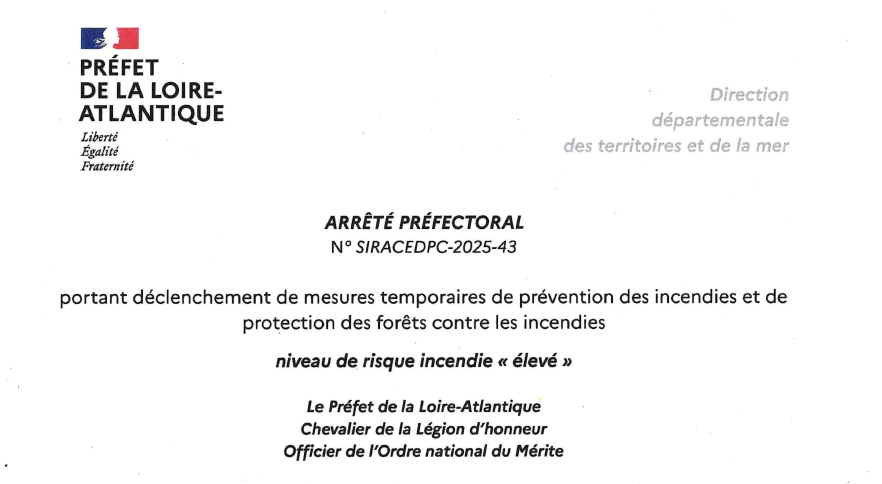 PRÉFET
DE LA LOIRE-
ATLANTIQUE
Liberté
Égalité
Fraternité
Direction
départementale
des territoires et de la mer
ARRÊTÉ PRÉFECTORAL
N° SIRACEDPC-2025-43
portant déclenchement de mesures temporaires de prévention des incendies et de
protection des forêts contre les incendies
niveau de risque incendie « élevé »
Le Préfet de la Loire-Atlantique
Chevalier de la Légion d'honneur
Officier de l'Ordre national du Mérite